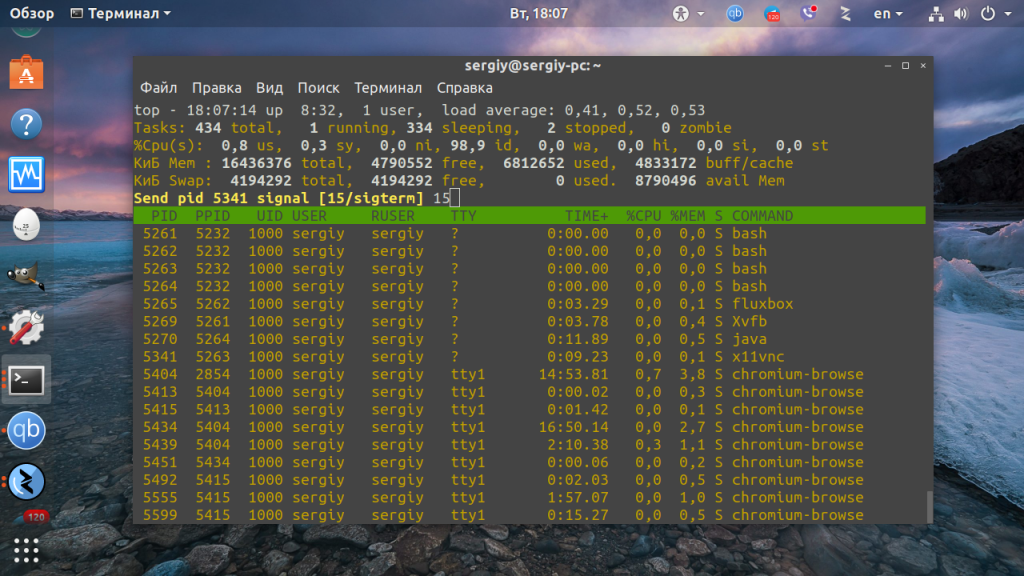 Обзор Терминал Вт, 18:07 qb 120 en
sergiy@sergiy-pc: ~
Файл Правка Вид Поиск Терминал Справка
top - 18:07:14 up  8:32,  1 user,  load average: 0,41, 0,52, 0,53
Tasks: 434 total,   1 running, 334 sleeping,   2 stopped,   0 zombie
%Cpu(s):  0,8 us,  0,3 sy,  0,0 ni, 98,9 id,  0,0 wa,  0,0 hi,  0,0 si,  0,0 st
КиБ Mem : 16436376 total,  4790552 free,  6812652 used,  4833172 buff/cache
КиБ Swap:  4194292 total,  4194292 free,        0 used.  8790496 avail Mem
Send pid 5341 signal [15/sigterm] 15
PID PPID UID USER RUSER TTY TIME+ %CPU %MEM S COMMAND
5261 5232 1000 sergiy sergiy ? 0:00.00 0,0 0,0 S bash
5262 5232 1000 sergiy sergiy ? 0:00.00 0,0 0,0 S bash
5263 5232 1000 sergiy sergiy ? 0:00.00 0,0 0,0 S bash
5264 5232 1000 sergiy sergiy ? 0:00.00 0,0 0,0 S bash
5265 5262 1000 sergiy sergiy ? 0:03.29 0,0 0,1 S fluxbox
5269 5261 1000 sergiy sergiy ? 0:03.78 0,0 0,4 S Xvfb
5270 5264 1000 sergiy sergiy ? 0:11.89 0,0 0,5 S java
5341 5263 1000 sergiy sergiy ? 0:09.23 0,0 0,1 S x11vnc
5404 2854 1000 sergiy sergiy tty1 14:53.81 0,7 3,8 S chromium-browse
5413 5404 1000 sergiy sergiy tty1 0:00.02 0,0 0,3 S chromium-browse
5415 5413 1000 sergiy sergiy tty1 0:01.42 0,0 0,1 S chromium-browse
5434 5404 1000 sergiy sergiy tty1 16:50.14 0,0 2,7 S chromium-browse
5439 5404 1000 sergiy sergiy tty1 2:10.38 0,3 1,1 S chromium-browse
5451 5434 1000 sergiy sergiy tty1 0:00.06 0,0 0,2 S chromium-browse
5492 5415 1000 sergiy sergiy tty1 0:02.03 0,0 0,5 S chromium-browse
5555 5415 1000 sergiy sergiy tty1 1:57.07 0,0 1,0 S chromium-browse
5599 5415 1000 sergiy sergiy tty1 0:15.27 0,0 0,5 S chromium-browse
qb
120